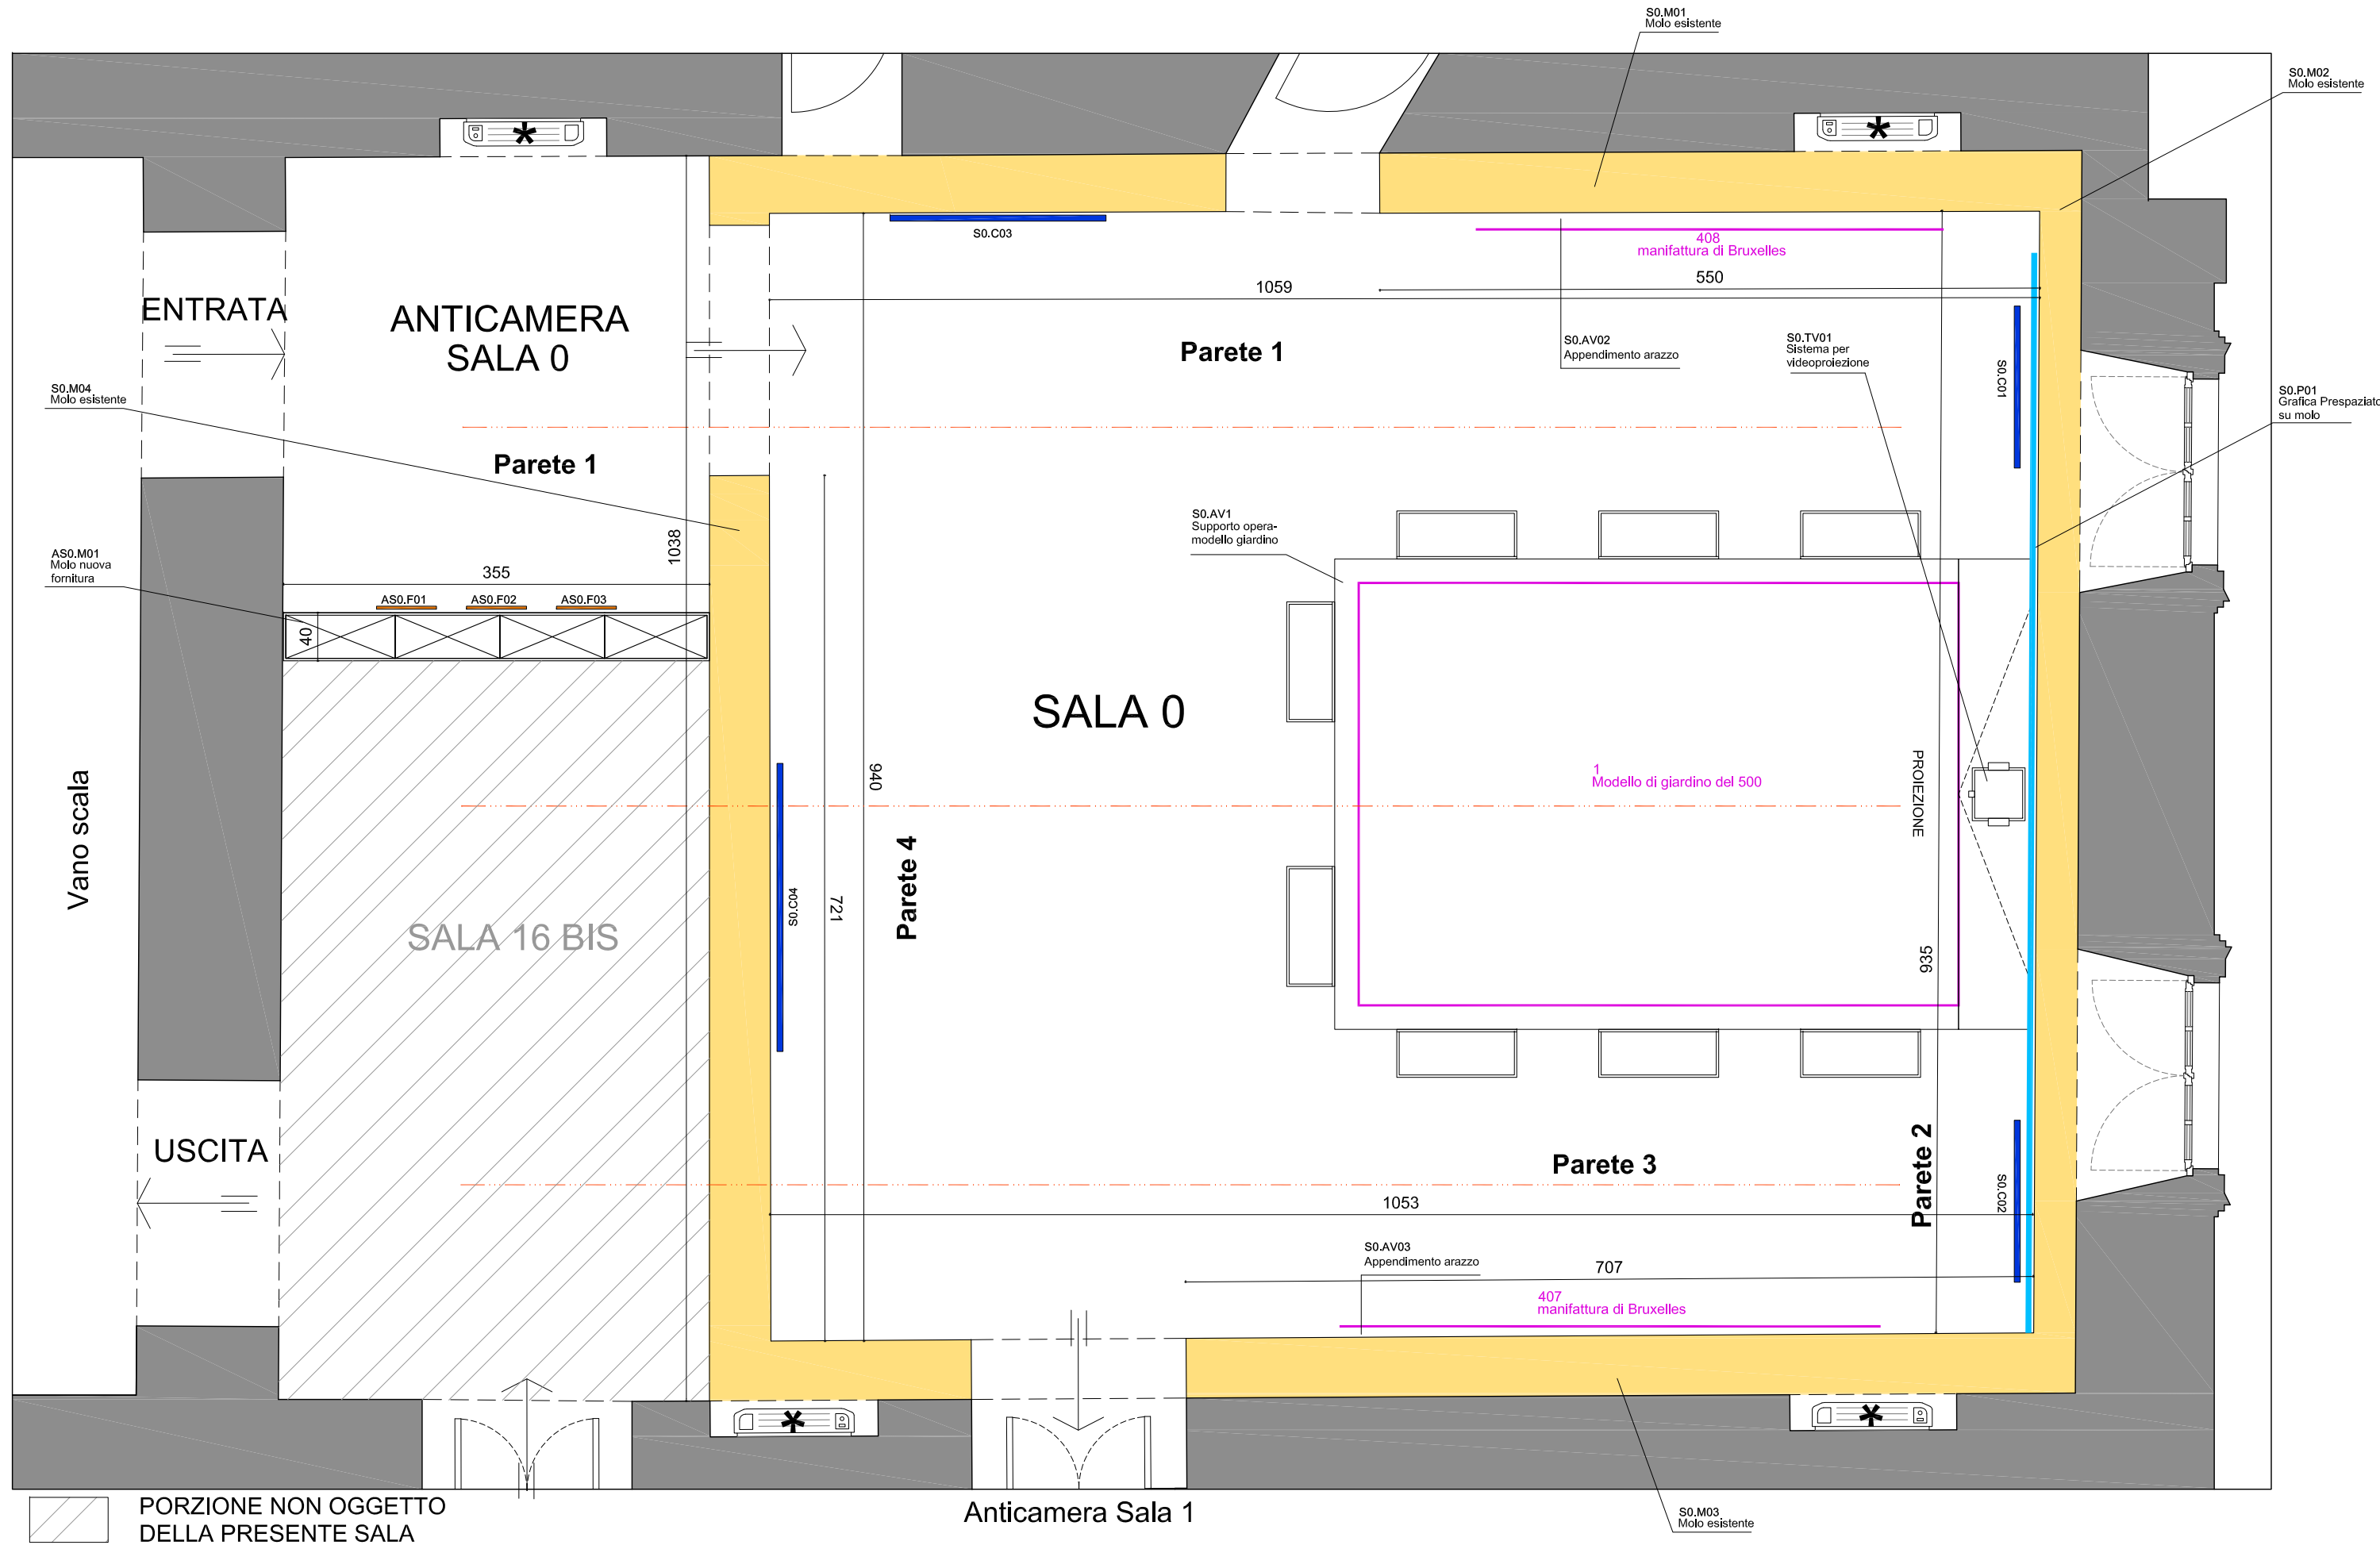 S0.M01
Molo esistente
S0.M02
Molo esistente
S0.C03
408
manifattura di Bruxelles
550
1059
ENTRATA
ANTICAMERA
SALA 0
Parete 1
S0.AV02
Appendimento arazzo
S0.TV01
Sistema per
videoproiezione
S0.C01
S0.P01
Grafica Prespaziato
su molo
S0.M04
Molo esistente
Parete 1
S0.AV1
Supporto opera-
modello giardino
1038
AS0.M01
Molo nuova
fornitura
355
AS0.F01
AS0.F02
AS0.F03
40
SALA 0
940
PROIEZIONE
1
Modello di giardino del 500
Vano scala
S0.C04
721
Parete 4
SALA 16 BIS
935
USCITA
Parete 3
Parete 2
S0.C02
1053
S0.AV03
Appendimento arazzo
707
407
manifattura di Bruxelles
PORZIONE NON OGGETTO
DELLA PRESENTE SALA
Anticamera Sala 1
S0.M03
Molo esistente